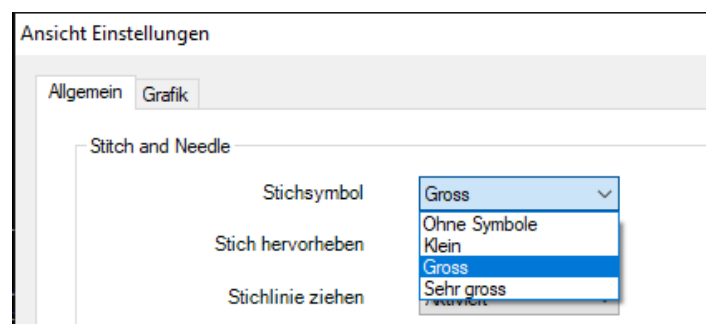 Ansicht Einstellungen
Allgemein Grafik
Stitch and Needle
Stichsymbol Gross
Ohne Symbole
Stich hervorheben Klein
Gross
Stichlinie ziehen Sehr gross